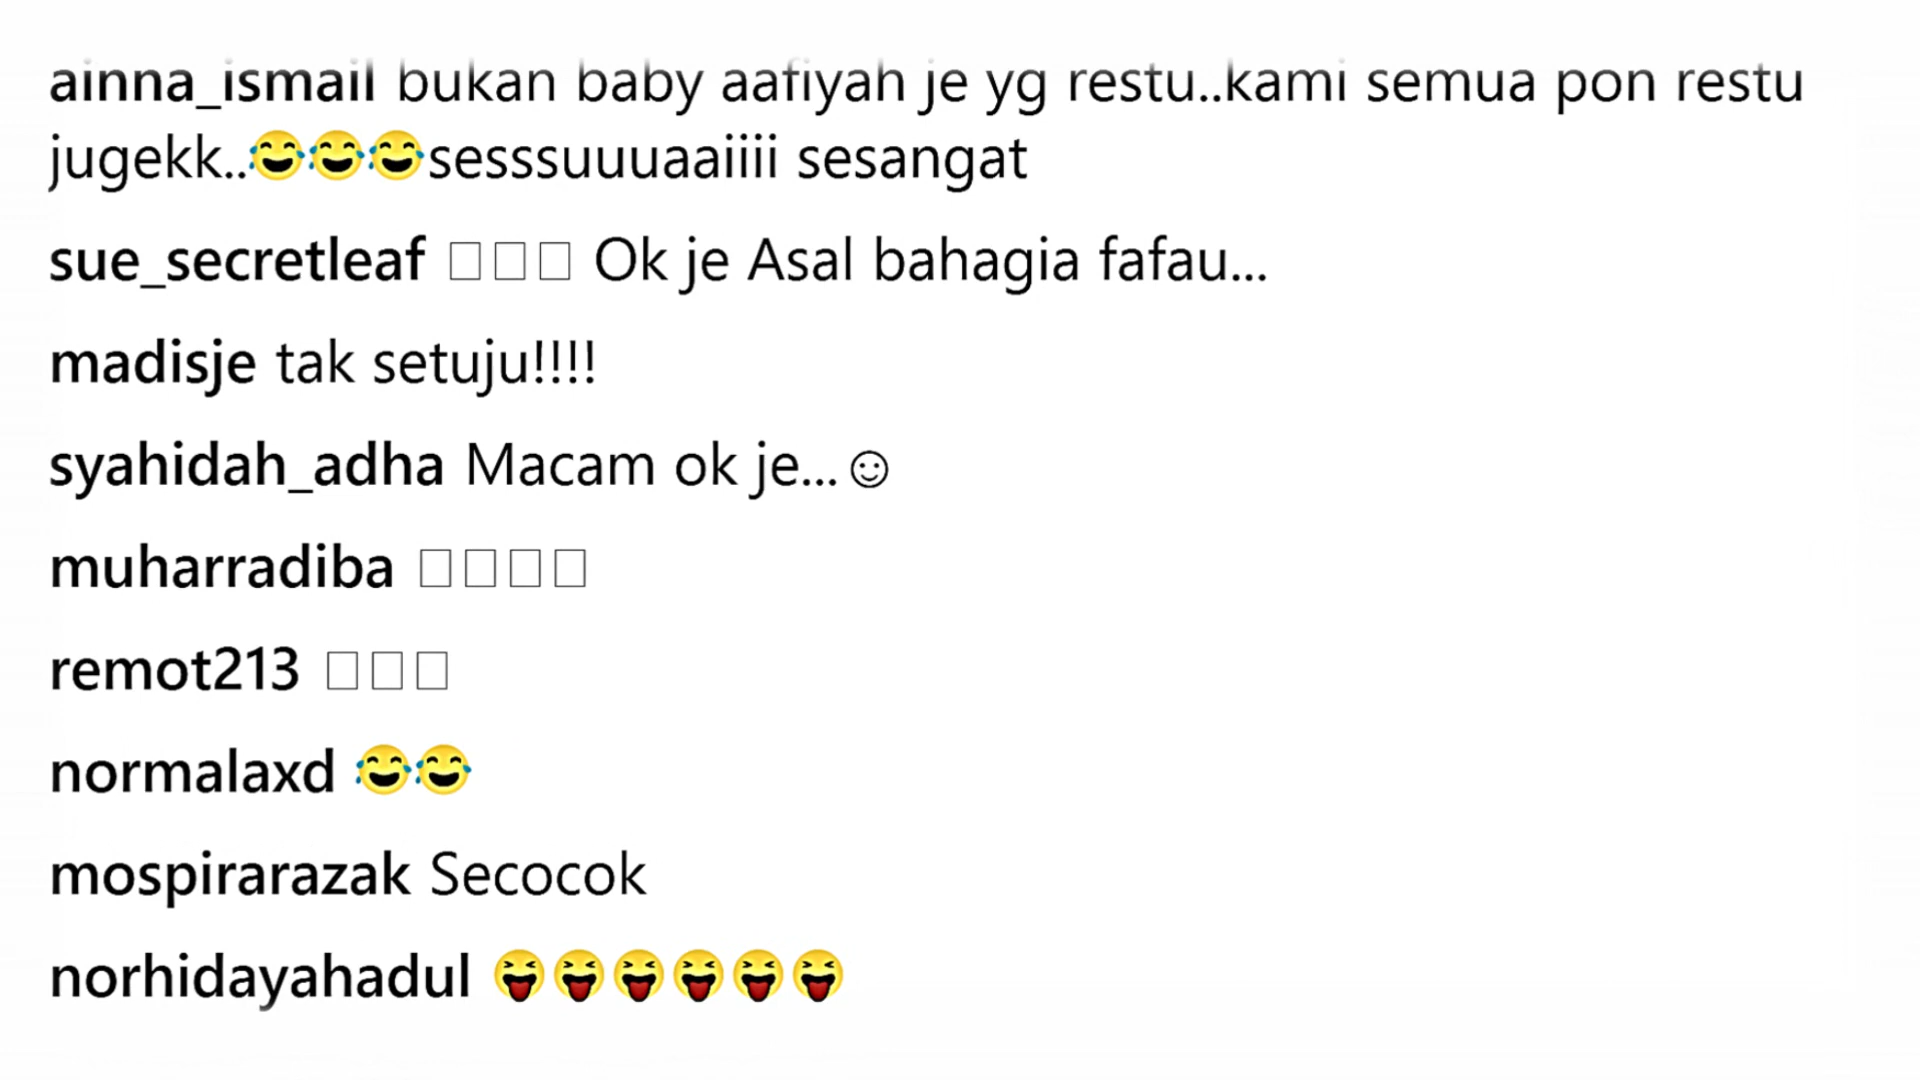 ainna_ismail bukan baby aafiyah je yg restu..kami semua pon restu
jugekk..😂😂😂sesssuuuaaiiii sesangat
sue_secretleaf □□□ Ok je Asal bahagia fafau...
madisje tak setuju!!!!
syahidah_adha Macam ok je...☺
muharradiba □□□□
remot213 □□□
normalaxd 😂😂
mospirarazak Secocok
norhidayahadul 😝😝😝😝😝😝